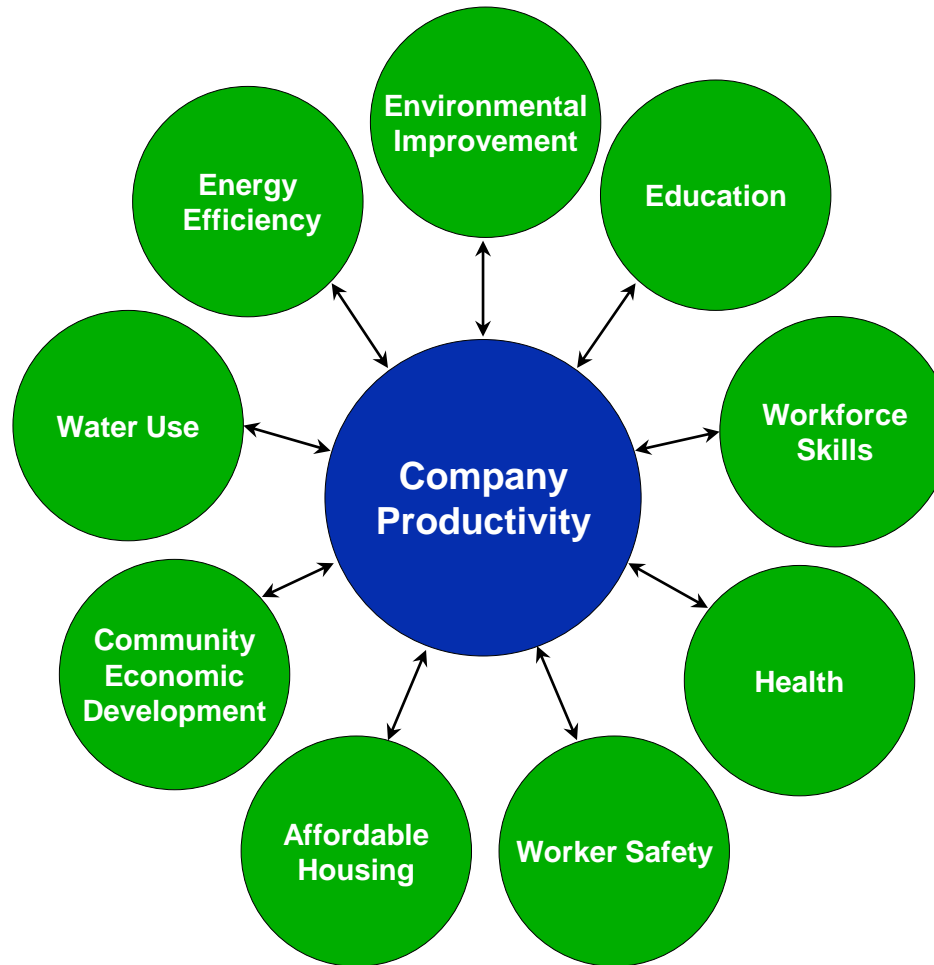 Environmental
Improvement
Education
Workforce
Skills
Health
Worker Safety
Affordable
Housing
Community
Economic
Development
Water Use
Energy
Efficiency
Company
Productivity